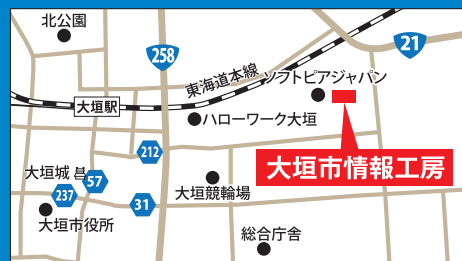 北公園
258
21
東海道本線
ソフトピアジャパン
大垣駅
ハローワーク大垣
212
大垣市情報工房
大垣城
57
237
大垣競輪場
31
大垣市役所
総合庁舎